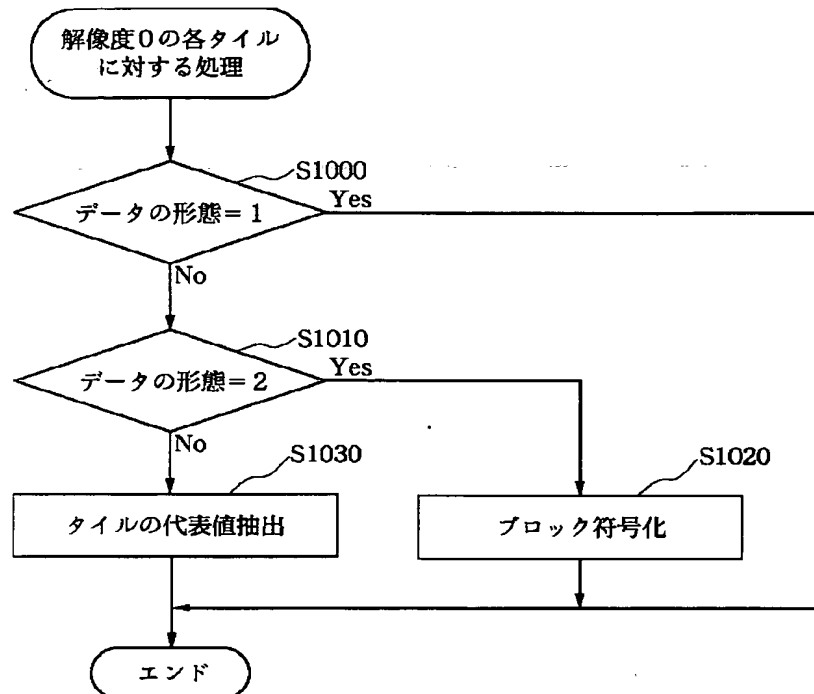 解像度0の各タイル
に対する処理
S1000
データの形態=1
Yes
No
S1010
データの形態=2
Yes
No
S1030
S1020
タイルの代表値抽出
ブロック符号化
エンド